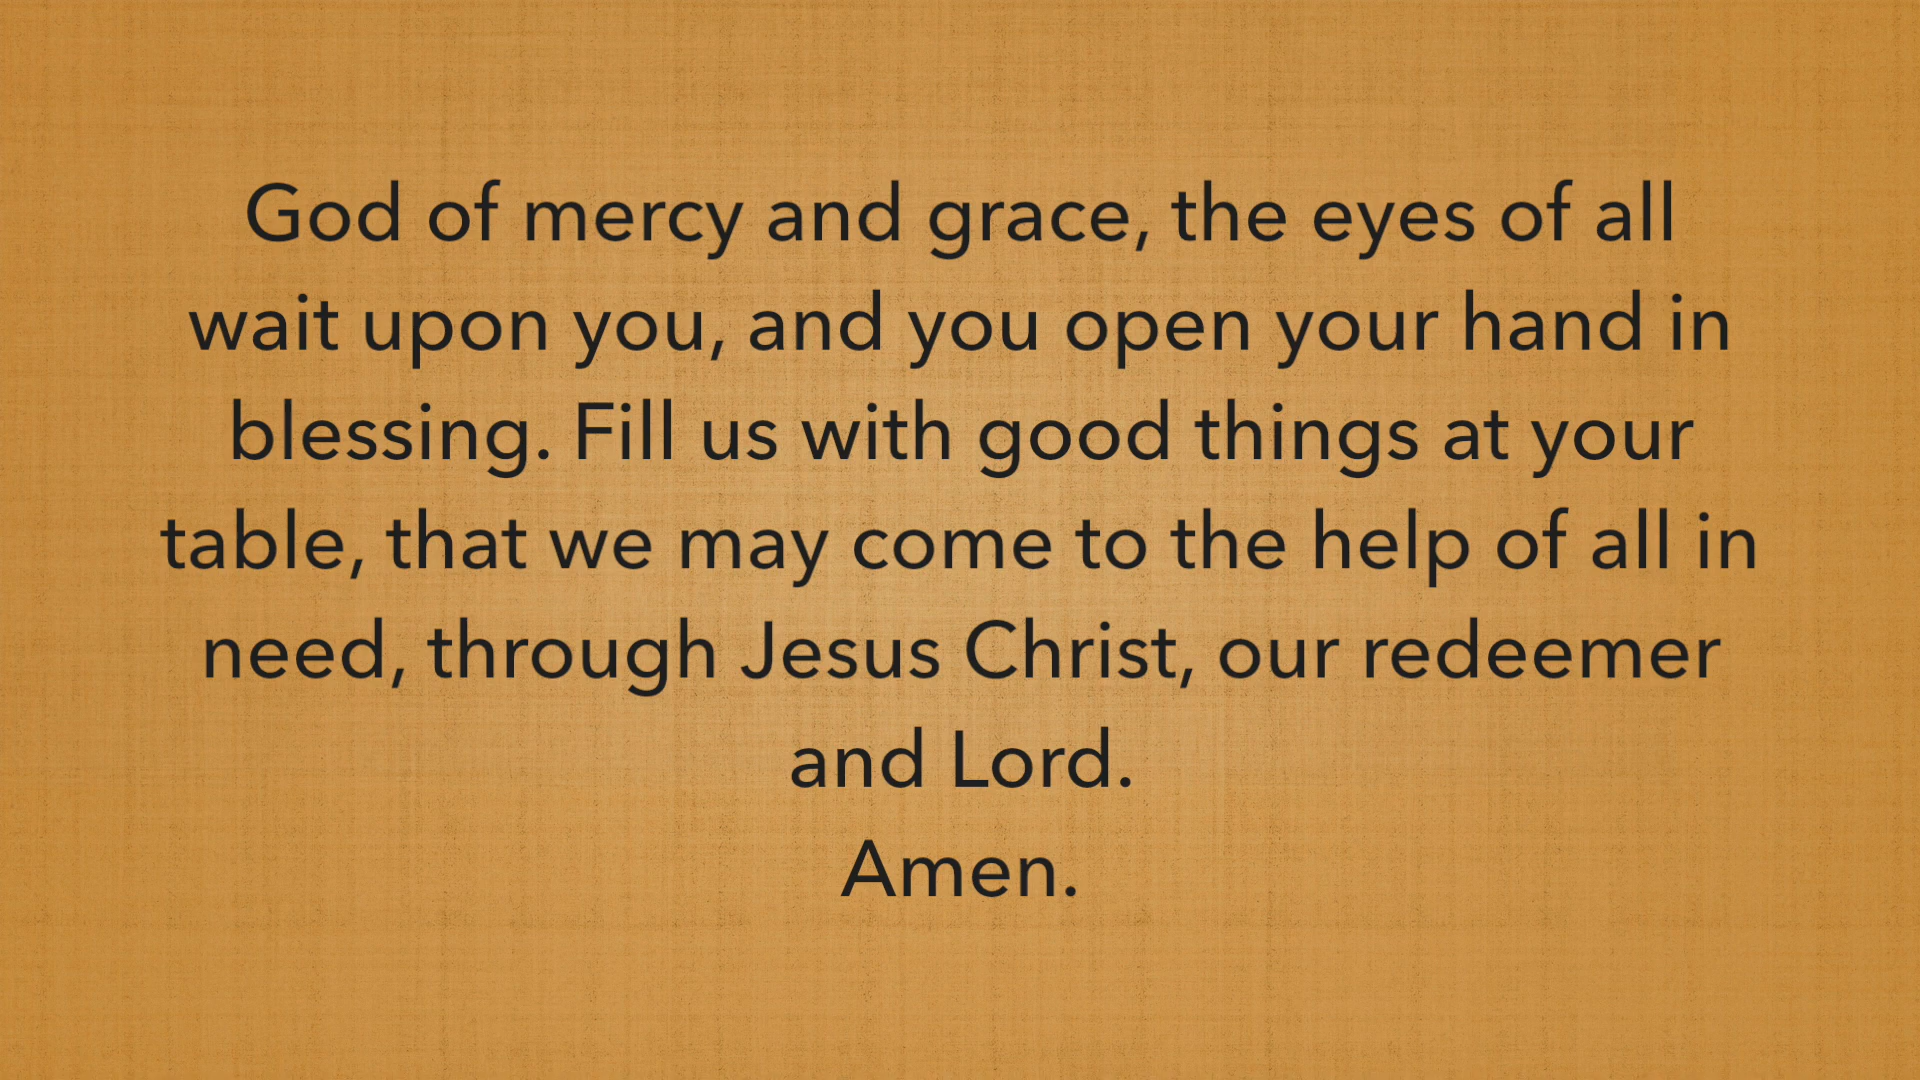 God of mercy and grace, the eyes of all
wait upon you, and you open your hand in
blessing. Fill us with good things at your
table, that we may come to the help of all in
need, through Jesus Christ, our redeemer
and Lord.
Amen.